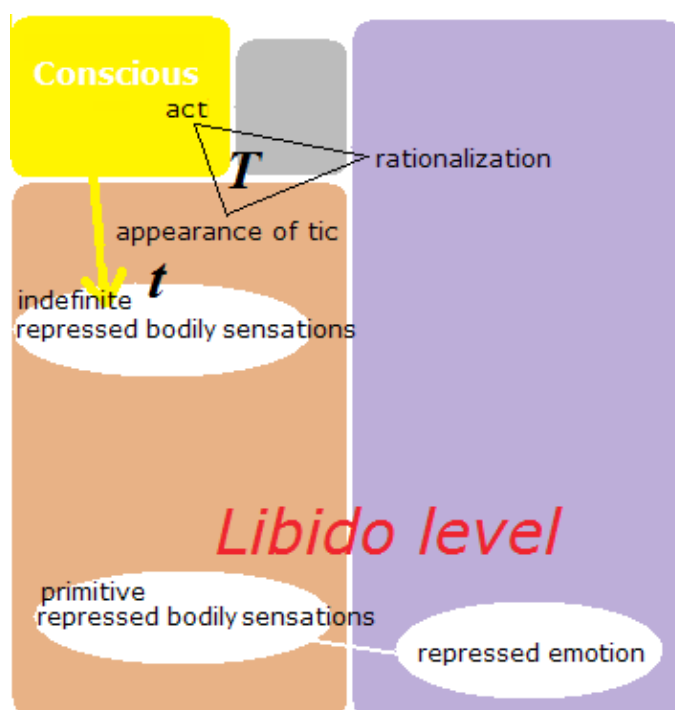 Conscious
act
T
rationalization
appearance of tic
t
indefinite
repressed bodily sensations
Libido level
primitive
repressed bodily sensations
repressed emotion